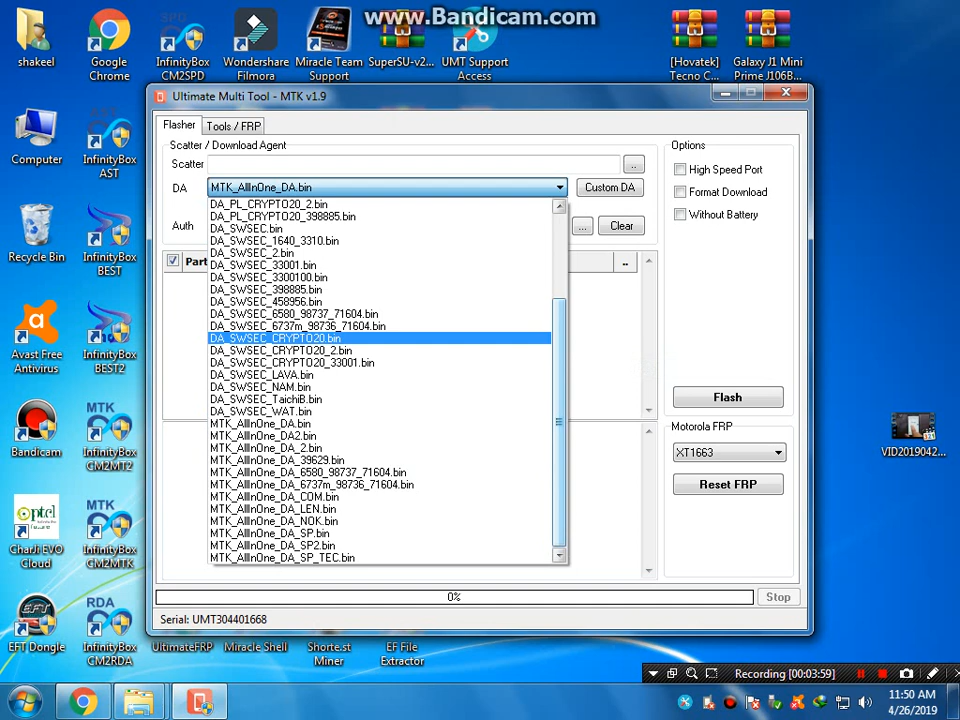 www.Bandicam.com
shakeel
Google Chrome
InfinityBox CM2SPD
Wondershare Filmora
Miracle Team Support
SuperSU-v2...
UMT Support Access
[Hovatek] Tecno C...
Galaxy J1 Mini Prime J106B...
Computer
InfinityBox AST
Recycle Bin
InfinityBox BEST
Avast Free Antivirus
InfinityBox BEST2
Bandicam
MTK
InfinityBox CM2MT2
optel
CharJi EVO Cloud
MTK
InfinityBox CM2MTK
EFT
EFT Dongle
RDA
InfinityBox CM2RDA
UltimateFRP
Miracle Shell
Shorte.st Miner
EF File Extractor
VID2019042...
Ultimate Multi Tool - MTK v1.9
Flasher
Tools / FRP
Scatter / Download Agent
Scatter
..
DA
MTK_AllInOne_DA.bin
Custom DA
Auth
...
Clear
Part
..
DA_PL_CRYPTO20_2.bin
DA_PL_CRYPTO20_398885.bin
DA_SWSEC.bin
DA_SWSEC_1640_3310.bin
DA_SWSEC_2.bin
DA_SWSEC_33001.bin
DA_SWSEC_3300100.bin
DA_SWSEC_398885.bin
DA_SWSEC_458956.bin
DA_SWSEC_6580_98737_71604.bin
DA_SWSEC_6737m_98736_71604.bin
DA_SWSEC_CRYPTO20.bin
DA_SWSEC_CRYPTO20_2.bin
DA_SWSEC_CRYPTO20_33001.bin
DA_SWSEC_LAVA.bin
DA_SWSEC_NAM.bin
DA_SWSEC_TaichiB.bin
DA_SWSEC_WAT.bin
MTK_AllInOne_DA.bin
MTK_AllInOne_DA2.bin
MTK_AllInOne_DA_2.bin
MTK_AllInOne_DA_39629.bin
MTK_AllInOne_DA_6580_98737_71604.bin
MTK_AllInOne_DA_6737m_98736_71604.bin
MTK_AllInOne_DA_COM.bin
MTK_AllInOne_DA_LEN.bin
MTK_AllInOne_DA_NOK.bin
MTK_AllInOne_DA_SP.bin
MTK_AllInOne_DA_SP2.bin
MTK_AllInOne_DA_SP_TEC.bin
Options
High Speed Port
Format Download
Without Battery
Flash
Motorola FRP
XT1663
Reset FRP
0%
Stop
Serial: UMT304401668
Recording [00:03:59]
11:50 AM
4/26/2019